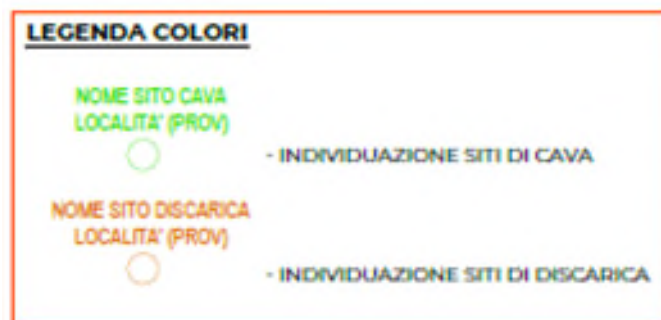 LEGENDA COLORI
NOME SITO CAVA
LOCALITA' (PROV)
- INDIVIDUAZIONE SITI DI CAVA
NOME SITO DISCARICA
LOCALITA' (PROV)
- INDIVIDUAZIONE SITI DI DISCARICA